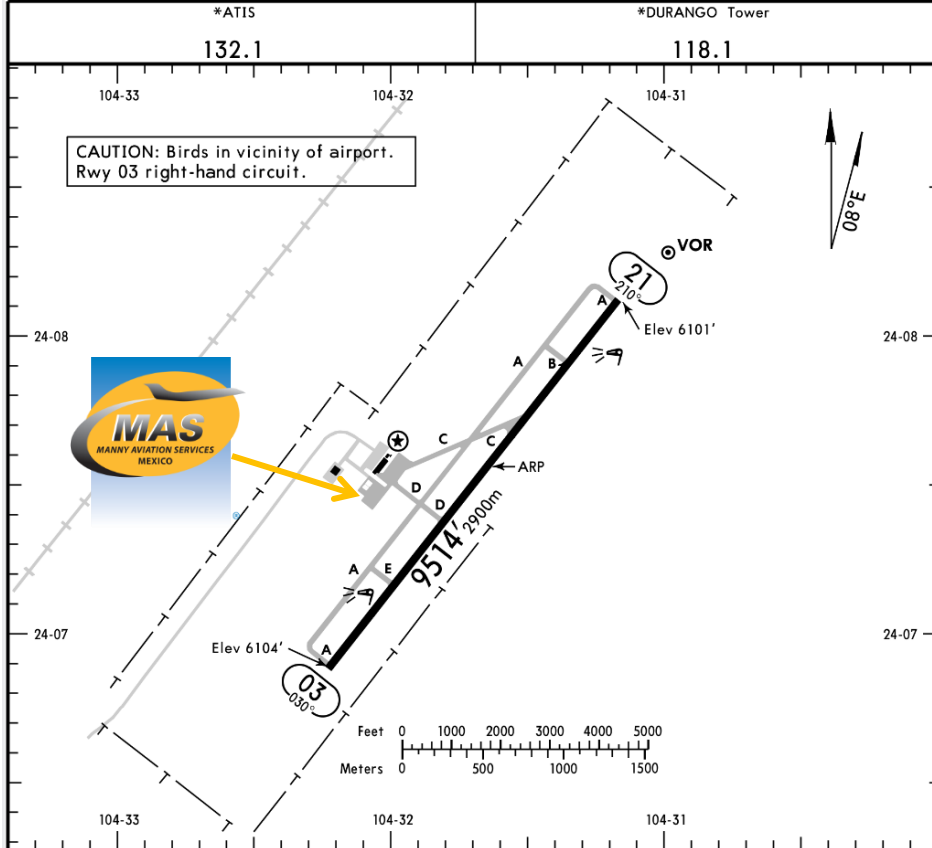 *ATIS
132.1
*DURANGO Tower
118.1
104-33
104-32
104-31
CAUTION: Birds in vicinity of airport.
Rwy 03 right-hand circuit.
08°E
VOR
21
210°
A
Elev 6101'
24-08
24-08
A
B
MAS
MANNY AVIATION SERVICES
MEXICO
®
C
C
ARP
D
D
9514' 2900m
A
E
24-07
24-07
Elev 6104'
A
03
030°
Feet 0 1000 2000 3000 4000 5000
Meters 0 500 1000 1500
104-33
104-32
104-31